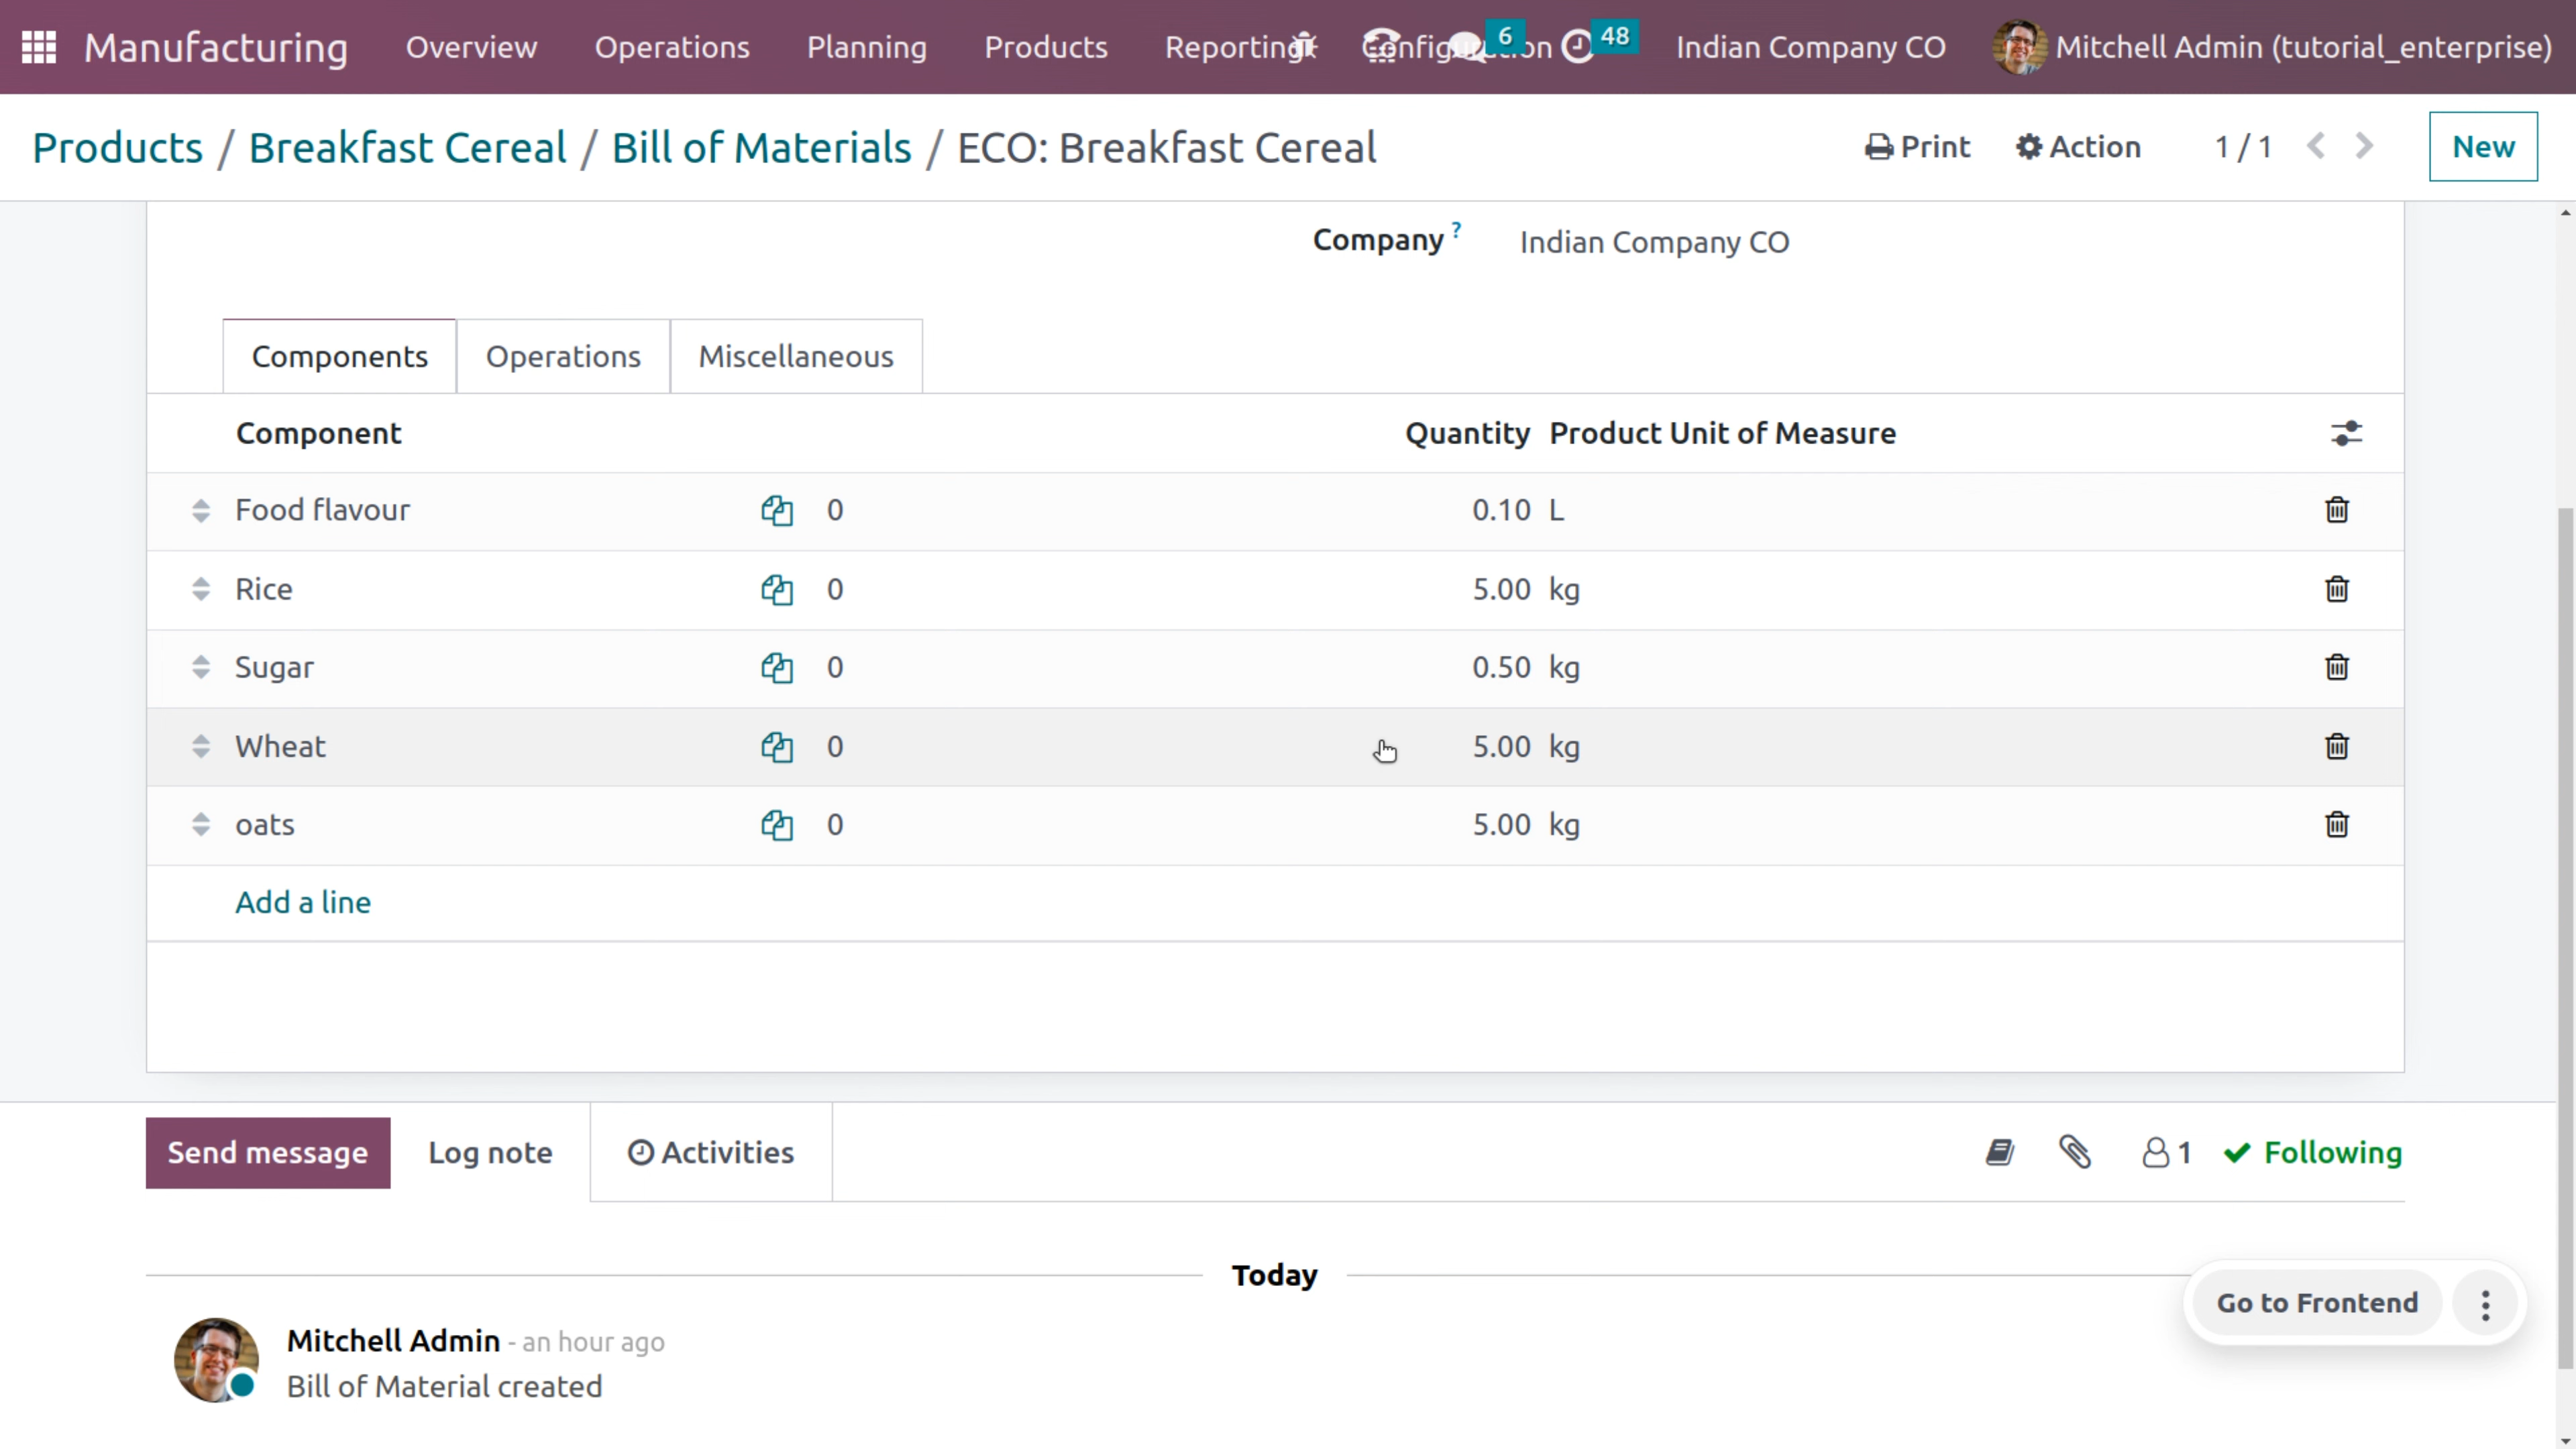 Manufacturing Overview Operations Planning Products Reporting Configuration 6 48 Indian Company CO Mitchell Admin (tutorial_enterprise)
Products / Breakfast Cereal / Bill of Materials / ECO: Breakfast Cereal Print Action 1 / 1 New
Company ? Indian Company CO
Components Operations Miscellaneous
Component Quantity Product Unit of Measure
Food flavour 0 0.10 L
Rice 0 5.00 kg
Sugar 0 0.50 kg
Wheat 0 5.00 kg
oats 0 5.00 kg
Add a line
Send message Log note Activities 1 Following
Today
Go to Frontend
Mitchell Admin - an hour ago
Bill of Material created